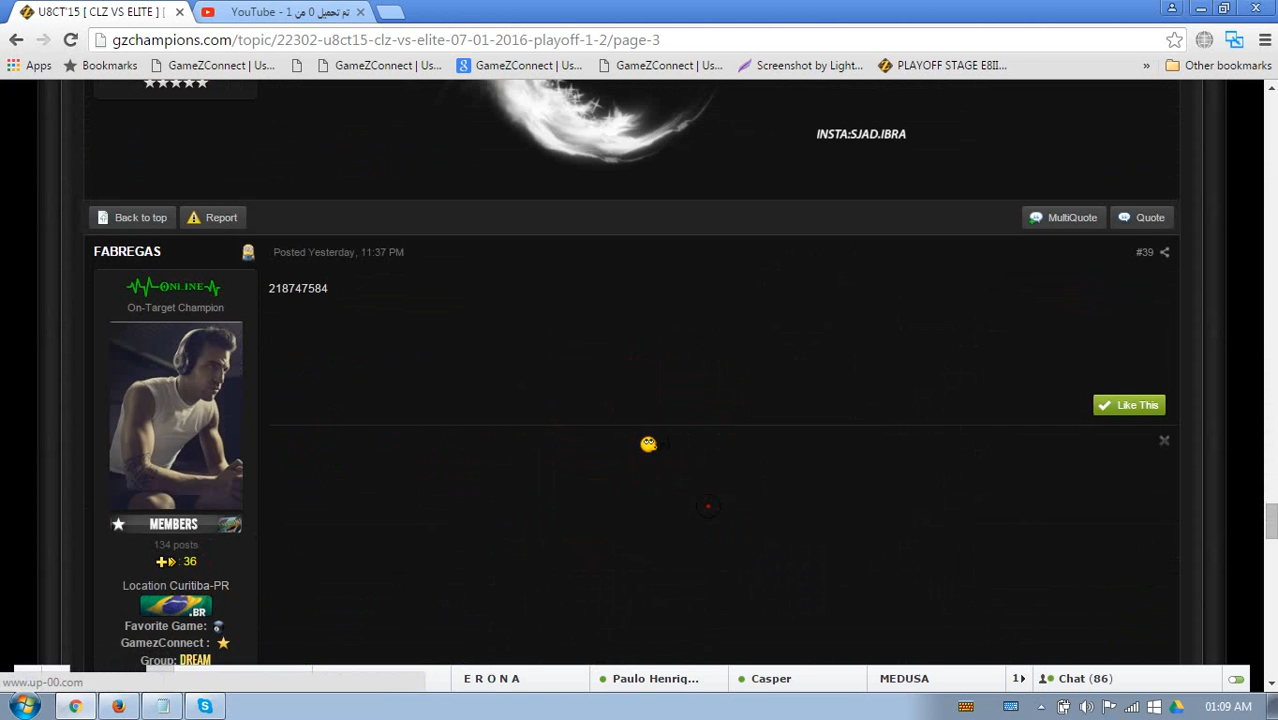 U8CT'15 [ CLZ VS ELITE ] [
YouTube - تم تحميل 0 من 1
gzchampions.com/topic/22302-u8ct15-clz-vs-elite-07-01-2016-playoff-1-2/page-3
Apps
Bookmarks
GameZConnect | Us...
GameZConnect | Us...
GameZConnect | Us...
GameZConnect | Us...
Screenshot by Light...
PLAYOFF STAGE E8II...
»
Other bookmarks
INSTA:SJAD.IBRA
Back to top
Report
MultiQuote
Quote
FABREGAS
Posted Yesterday, 11:37 PM
#39
ONLINE
On-Target Champion
218747584
Like This
MEMBERS
134 posts
: 36
Location Curitiba-PR
.BR
Favorite Game:
GamezConnect :
Group: DREAM
www.up-00.com
E R O N A
Paulo Henriq...
Casper
MEDUSA
1
Chat (86)
01:09 AM